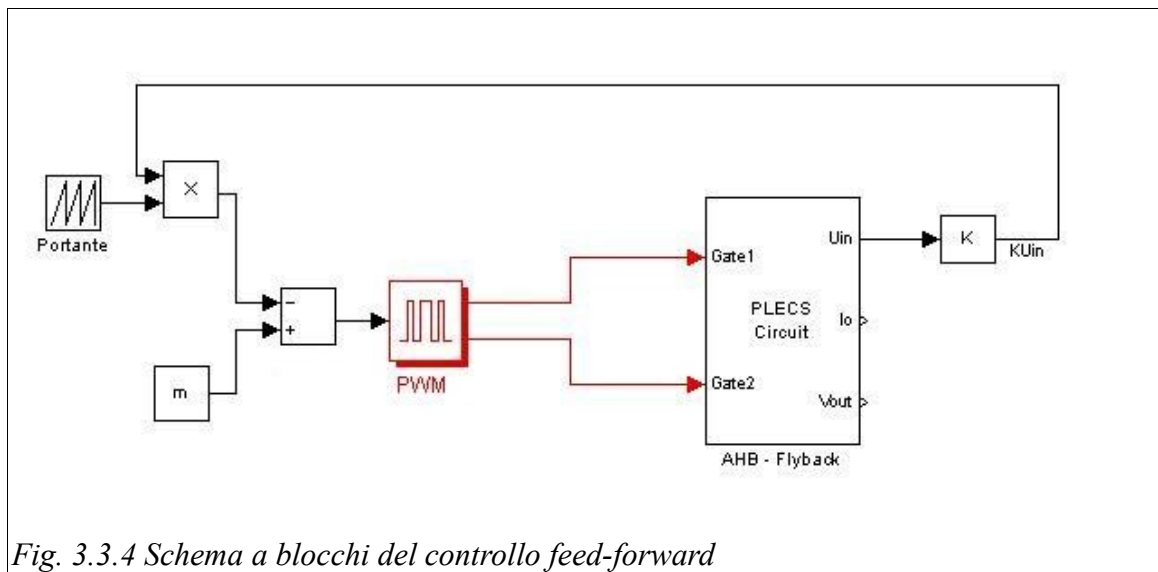 ×
Portante
Uin
K
KUin
Gate1
PLECS
Circuit
Io
m
PWM
Gate2
Vout
AHB - Flyback
Fig. 3.3.4 Schema a blocchi del controllo feed-forward